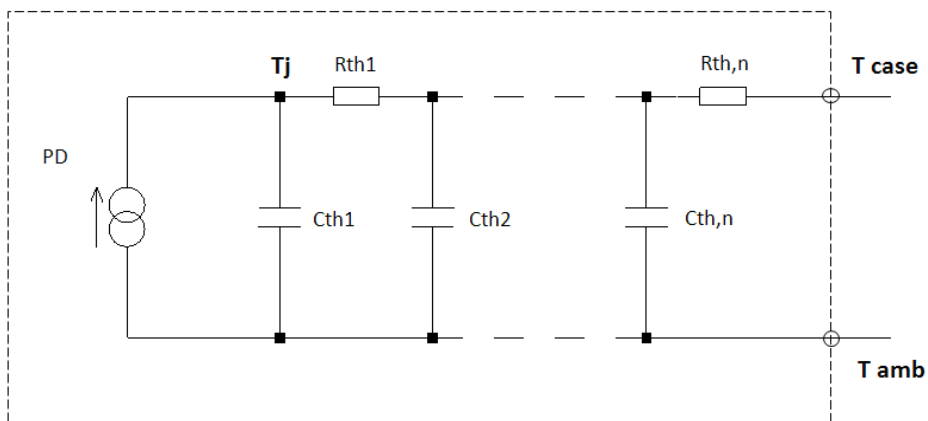 Tj
Rth1
Rth,n
T case
PD
Cth1
Cth2
Cth,n
T amb